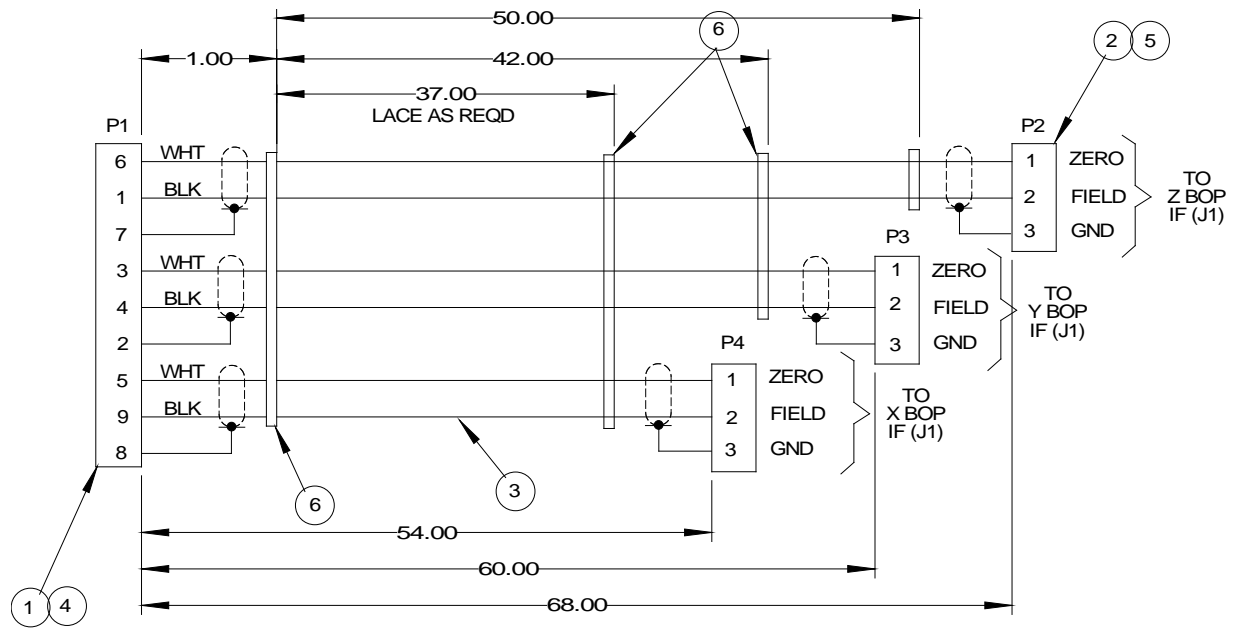 50.00
1.00
42.00
37.00
LACE AS REQD
6
2 5
P1
6 WHT
1 BLK
7
3 WHT
4 BLK
2
5 WHT
9 BLK
8
P2
1 ZERO
2 FIELD
3 GND
TO
Z BOP
IF (J1)
P3
1 ZERO
2 FIELD
3 GND
TO
Y BOP
IF (J1)
P4
1 ZERO
2 FIELD
3 GND
TO
X BOP
IF (J1)
6
3
54.00
60.00
68.00
1 4